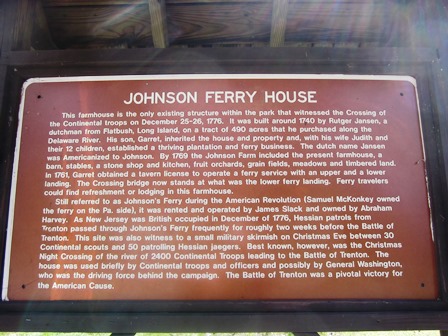 JOHNSON FERRY HOUSE
This farmhouse is the only existing structure within the park that witnessed the Crossing of
the Continental troops on December 25-26, 1776. It was built around 1740 by Rutger Jansen, a
dutchman from Flatbush, Long Island, on a tract of 490 acres that he purchased along the
Delaware River. His son, Garret, inherited the house and property and, with his wife Judith and
their 12 children, established a thriving plantation and ferry business. The dutch name Jansen
was Americanized to Johnson. By 1769 the Johnson Farm included the present farmhouse, a
barn, stables, a stone shop and kitchen, fruit orchards, grain fields, meadows and timbered land.
In 1761, Garret obtained a tavern license to operate a ferry service with an upper and a lower
landing. The Crossing bridge now stands at what was the lower ferry landing. Ferry travelers
could find refreshment or lodging in this farmhouse.
Still referred to as Johnson's Ferry during the American Revolution (Samuel McKonkey owned
the ferry on the Pa. side), it was rented and operated by James Slack and owned by Abraham
Harvey. As New Jersey was British occupied in December of 1776, Hessian patrols from
Trenton passed through Johnson's Ferry frequently for roughly two weeks before the Battle of
Trenton. This site was also witness to a small military skirmish on Christmas Eve between 30
Continental scouts and 50 patrolling Hessian jaegers. Best known, however, was the Christmas
Night Crossing of the river of 2400 Continental Troops leading to the Battle of Trenton. The
house was used briefly by Continental troops and officers and possibly by General Washington,
who was the driving force behind the campaign. The Battle of Trenton was a pivotal victory for
the American Cause.